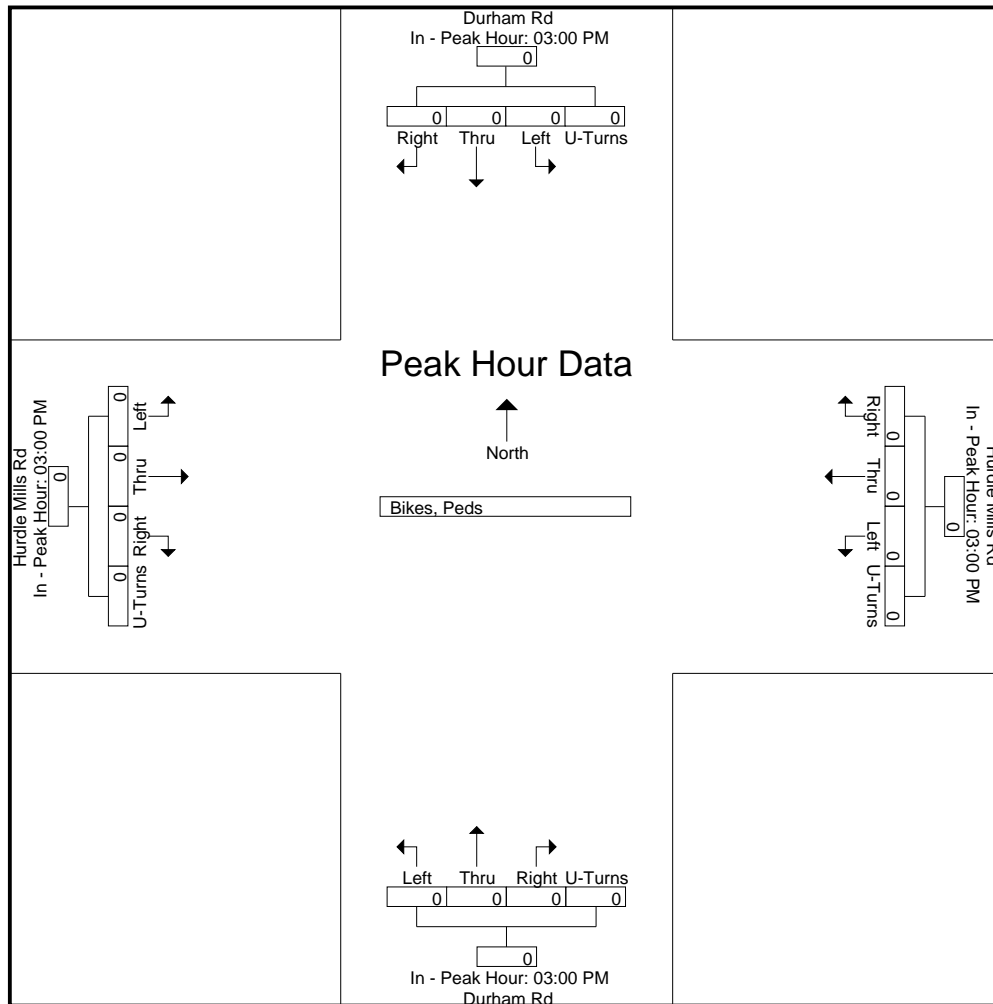 Durham Rd
In - Peak Hour: 03:00 PM
0
0 0 0 0
Right Thru Left U-Turns
Peak Hour Data
North
Bikes, Peds
Hurdle Mills Rd
In - Peak Hour: 03:00 PM
0
0 0 0 0
Left Thru Right U-Turns
Hurdle Mills Rd
In - Peak Hour: 03:00 PM
0
0 0 0 0
Right Thru Left U-Turns
Left Thru Right U-Turns
0 0 0 0
0
In - Peak Hour: 03:00 PM
Durham Rd